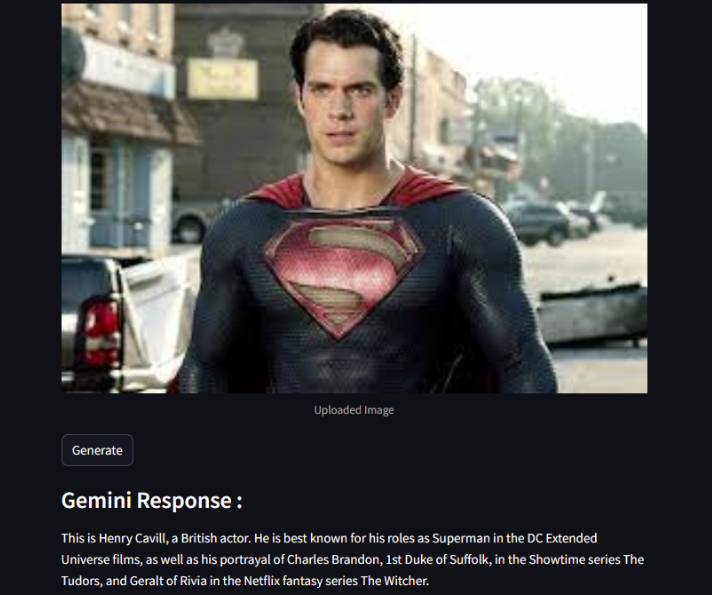 Uploaded Image
Generate
Gemini Response :
This is Henry Cavill, a British actor. He is best known for his roles as Superman in the DC Extended
Universe films, as well as his portrayal of Charles Brandon, 1st Duke of Suffolk, in the Showtime series The
Tudors, and Geralt of Rivia in the Netflix fantasy series The Witcher.